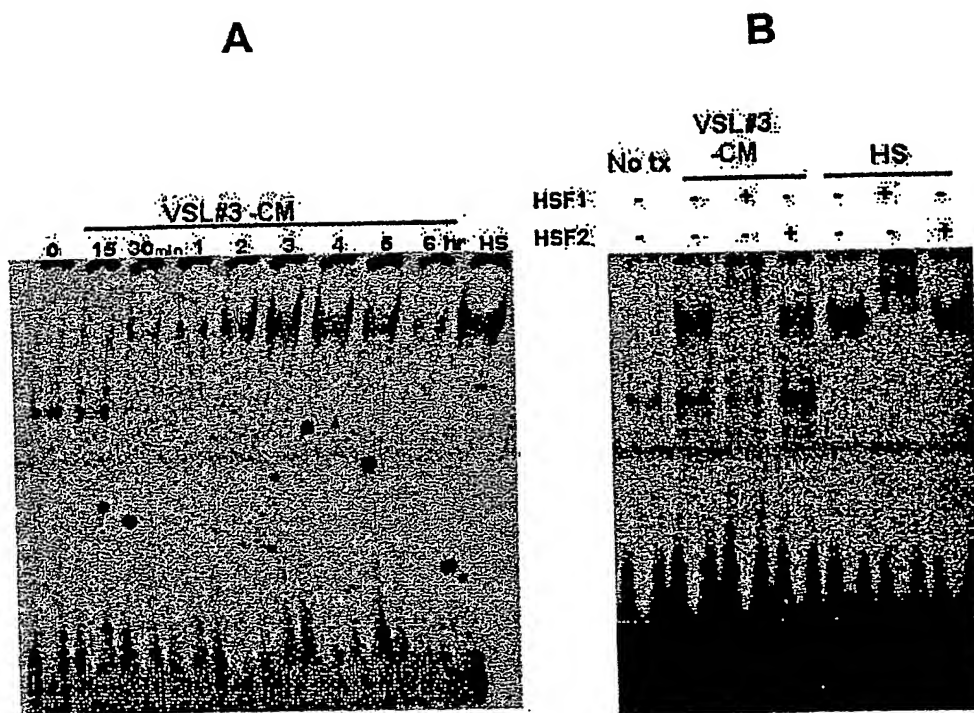 A
VSL#3-CM
0 15 30min 1 2 3 4 5 6 hr HS
B
VSL#3
-CM
No tx HS
HSF1 - - + - - + -
HSF2 - - - + - - +